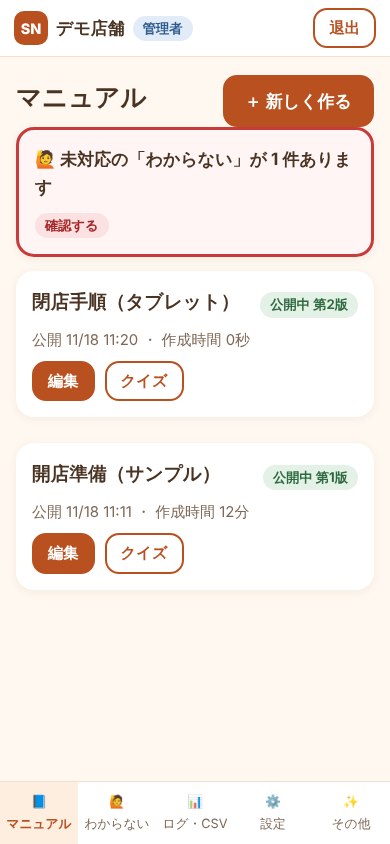 SN デモ店舗 管理者 退出
マニュアル
＋ 新しく作る
🙋 未対応の「わからない」が 1 件ありま
す
確認する
閉店手順（タブレット） 公開中 第2版
公開 11/18 11:20 ・ 作成時間 0秒
編集 クイズ
開店準備（サンプル） 公開中 第1版
公開 11/18 11:11 ・ 作成時間 12分
編集 クイズ
マニュアル わからない ログ・CSV 設定 その他